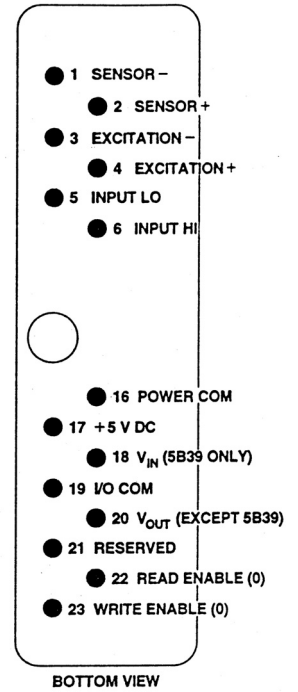 1 SENSOR –
2 SENSOR +
3 EXCITATION –
4 EXCITATION +
5 INPUT LO
6 INPUT HI
16 POWER COM
17 +5 V DC
18 VIN (5B39 ONLY)
19 I/O COM
20 VOUT (EXCEPT 5B39)
21 RESERVED
22 READ ENABLE (0)
23 WRITE ENABLE (0)
BOTTOM VIEW